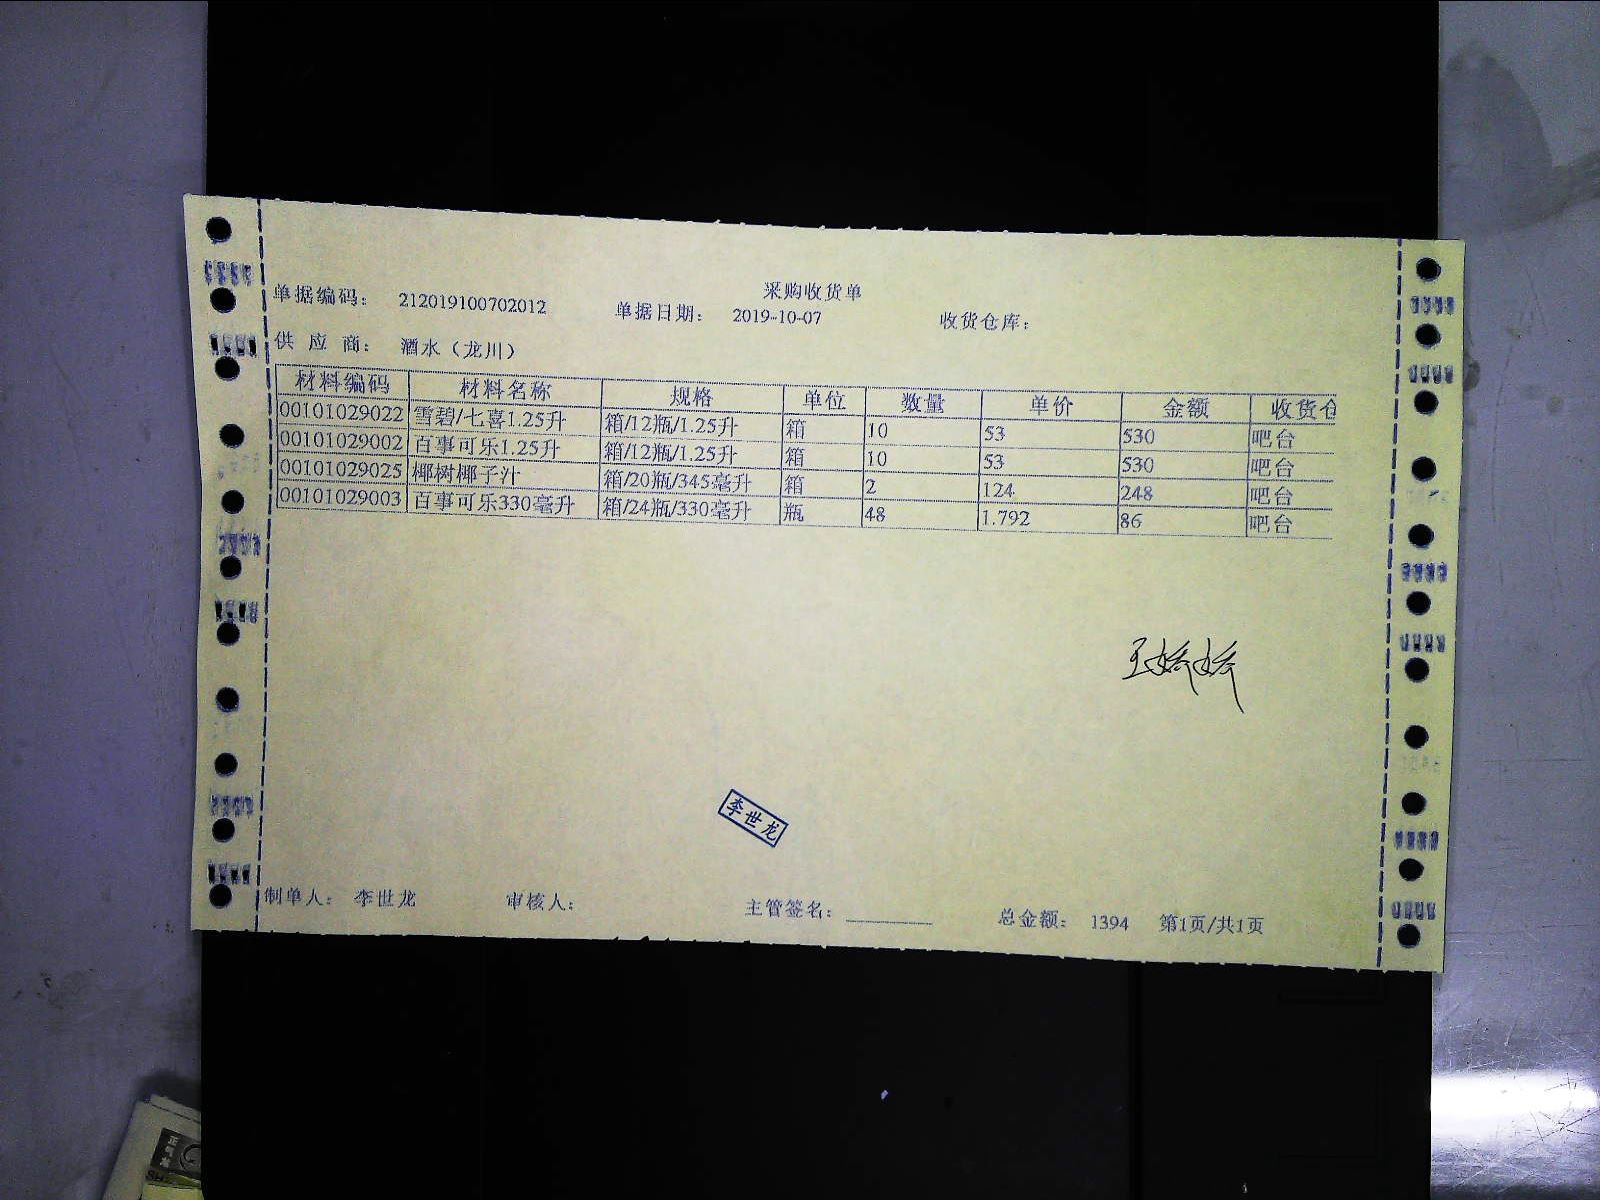 采购收货单
单据编码： 212019100702012 单据日期： 2019-10-07 收货仓库：
供应商： 酒水（龙川）
材料编码 材料名称 规格 单位 数量 单价 金额 收货仓
00101029022 雪碧/七喜1.25升 箱/12瓶/1.25升 箱 10 53 530 吧台
00101029002 百事可乐1.25升 箱/12瓶/1.25升 箱 10 53 530 吧台
00101029025 椰树椰子汁 箱/20瓶/345毫升 箱 2 124 248 吧台
00101029003 百事可乐330毫升 箱/24瓶/330毫升 瓶 48 1.792 86 吧台
李世龙
制单人： 李世龙 审核人： 主管签名： 总金额： 1394 第1页/共1页